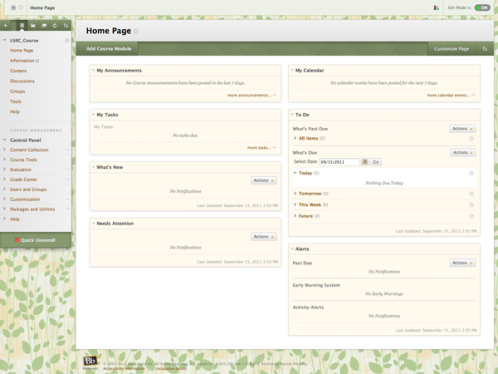 Home Page
Edit Mode is:
LSRC_Course
Home Page
Information
Content
Discussions
Groups
Tools
Help
COURSE MANAGEMENT
Control Panel
Content Collection
Course Tools
Evaluation
Grade Center
Users and Groups
Customization
Packages and Utilities
Help
Quick Unenroll
Home Page
Add Course Module
Customize Page
My Announcements
No Course Announcements have been posted in the last 7 days.
more announcements...
My Tasks
My Tasks:
No tasks due.
more tasks...
What's New
Actions
No Notifications
Last Updated: September 15, 2011 3:53 PM
Needs Attention
Actions
No Notifications
Last Updated: September 15, 2011 3:53 PM
My Calendar
No calendar events have been posted for the next 7 days.
more calendar events...
To Do
What's Past Due
Actions
All Items (0)
What's Due
Actions
Select Date:
Go
Today (0)
Nothing Due Today
Tomorrow (0)
This Week (0)
Future (0)
Last Updated: September 15, 2011 3:53 PM
Alerts
Past Due
Actions
No Notifications
Early Warning System
No Early Warnings
Activity Alerts
No Notifications
Last Updated: September 15, 2011 3:53 PM